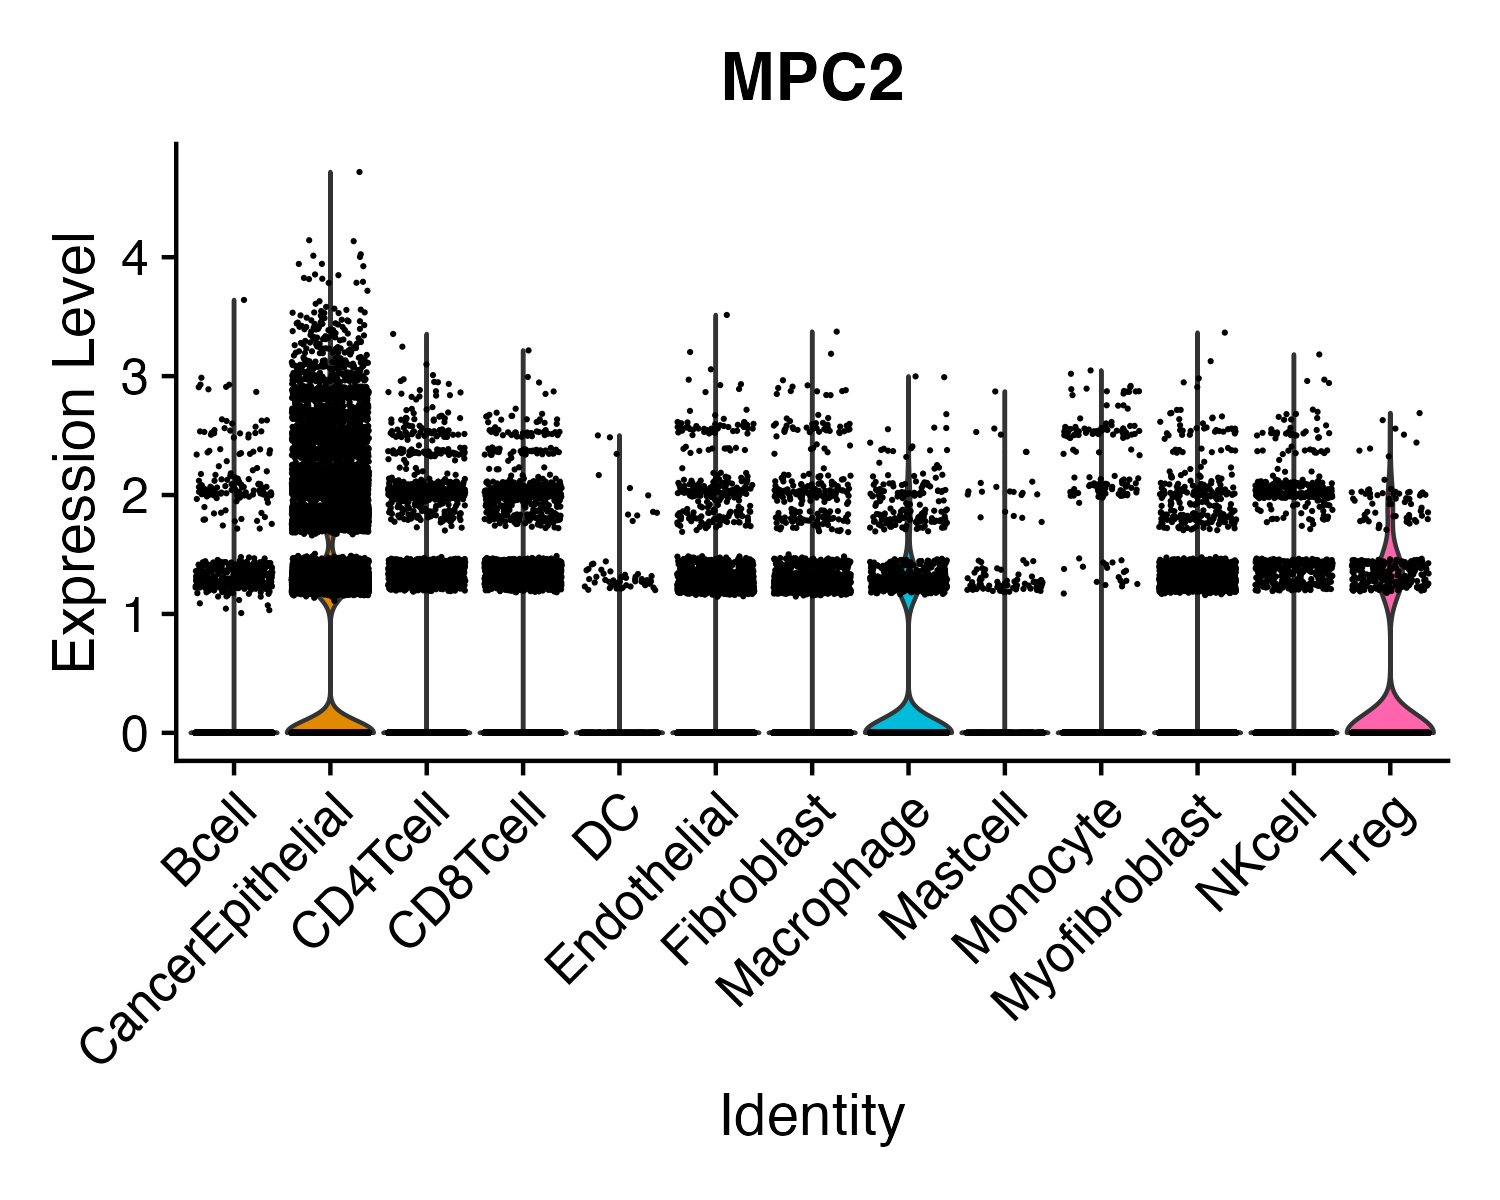 MPC2
Expression Level
4
3
2
1
0
Bcell
CancerEpithelial
CD4Tcell
CD8Tcell
DC
Endothelial
Fibroblast
Macrophage
Mastcell
Monocyte
Myofibroblast
NKcell
Treg
Identity